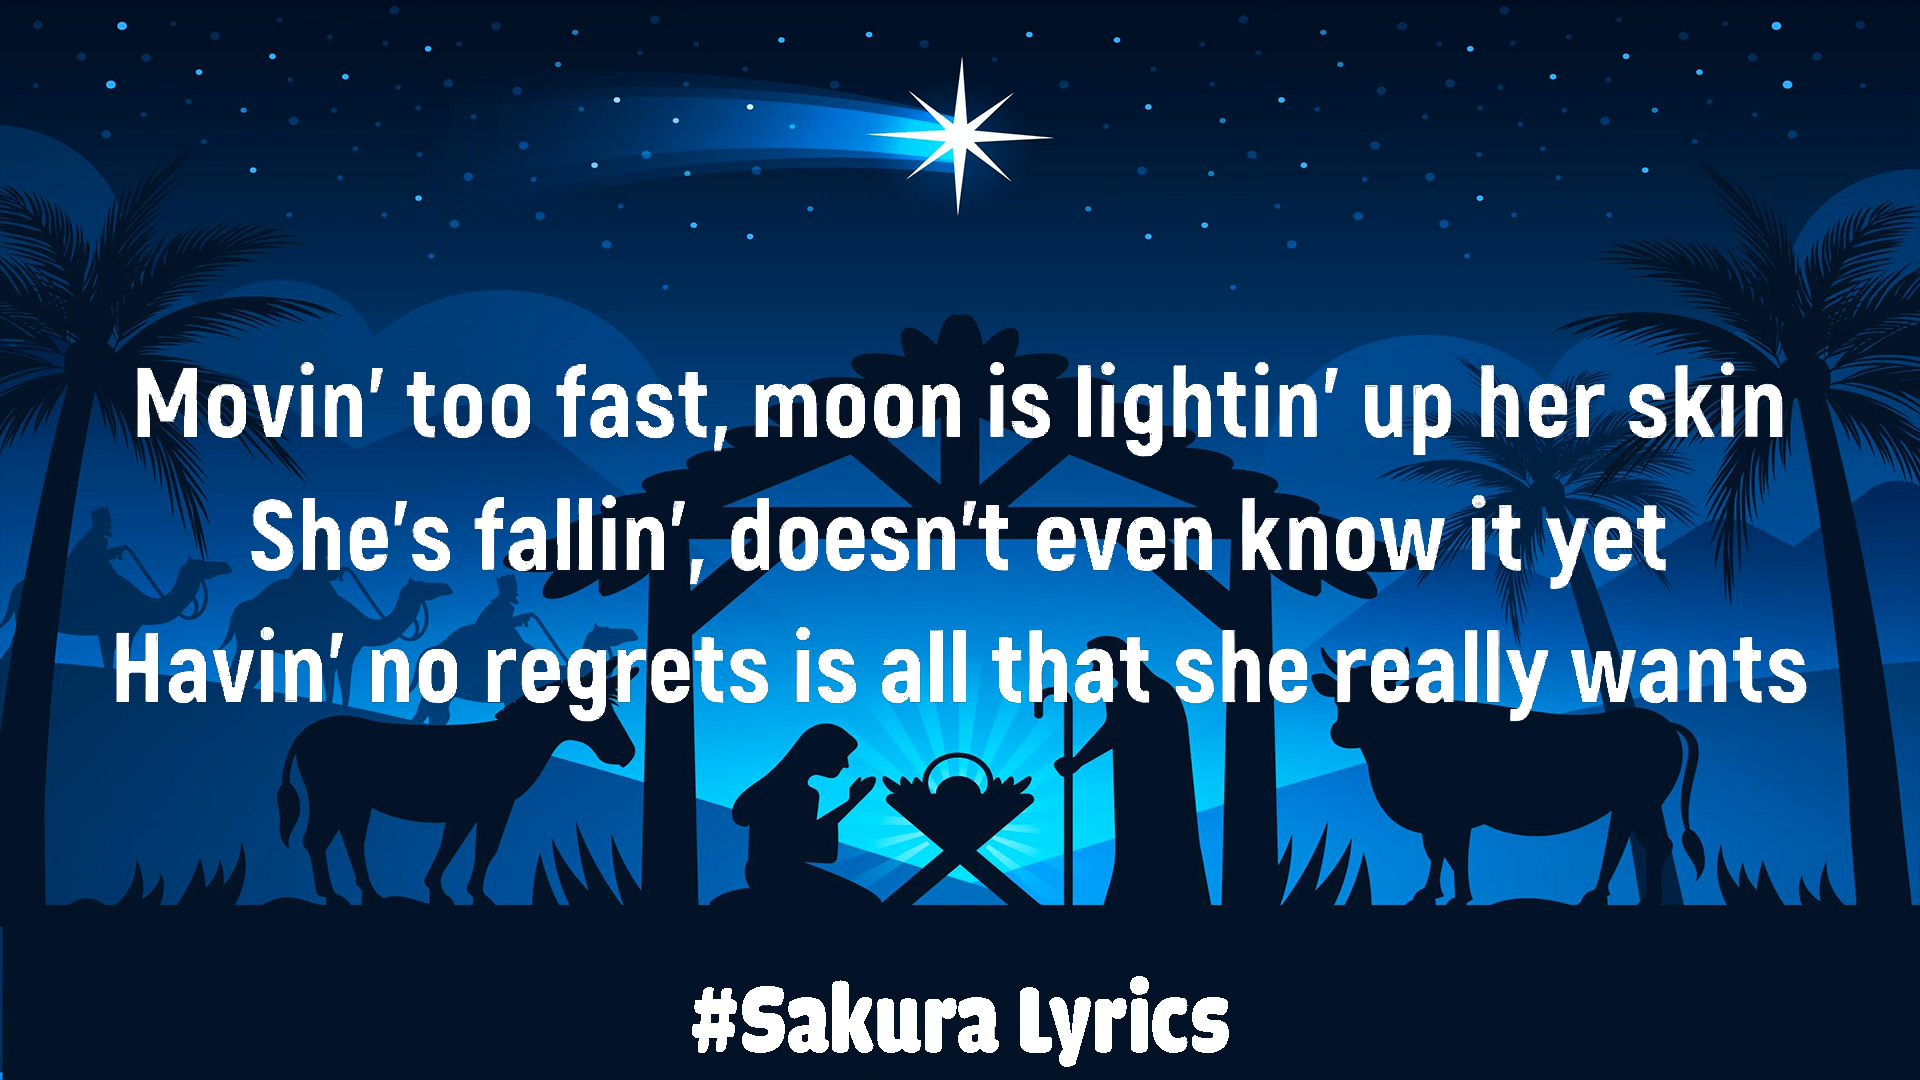 Movin’ too fast, moon is lightin’ up her skin
She’s fallin’, doesn’t even know it yet
Havin’ no regrets is all that she really wants
#Sakura Lyrics